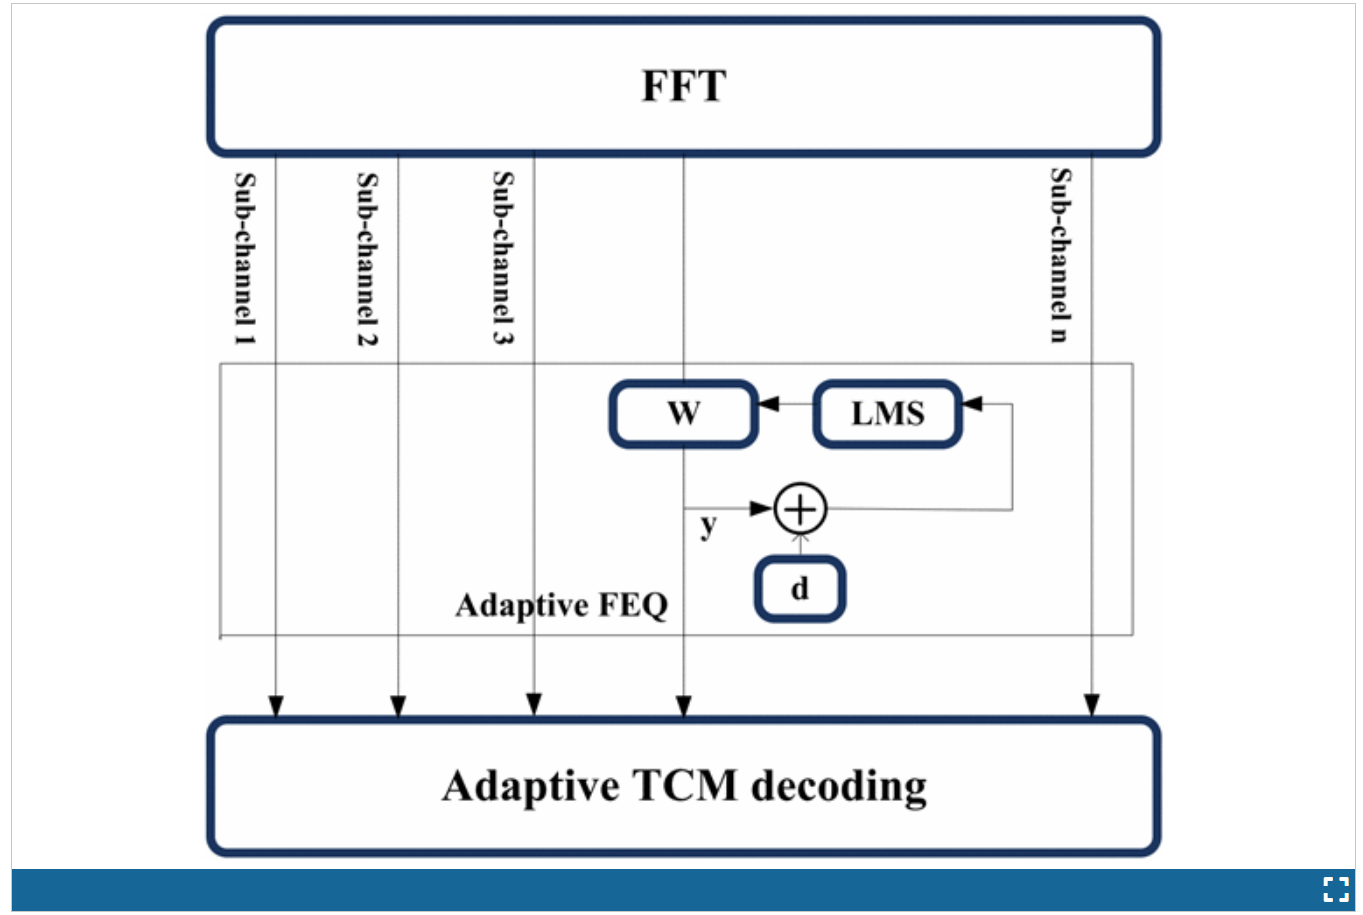 FFT
Sub-channel 1
Sub-channel 2
Sub-channel 3
Sub-channel n
W
LMS
y
d
Adaptive FEQ
Adaptive TCM decoding